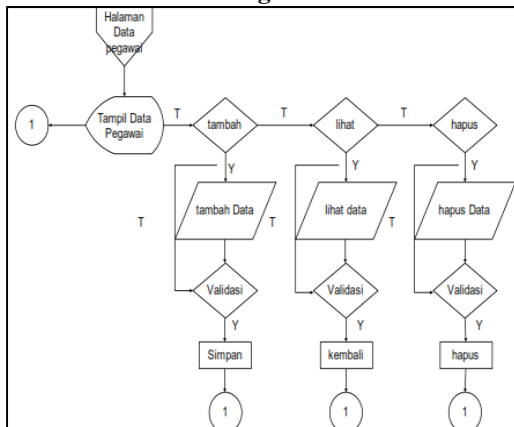 Halaman
Data
pegawai
1
Tampil Data
Pegawai
T
tambah
T
lihat
T
hapus
Y
Y
Y
T
tambah Data
T
lihat data
T
hapus Data
Validasi
Validasi
Validasi
Y
Y
Y
Simpan
kembali
hapus
1
1
1